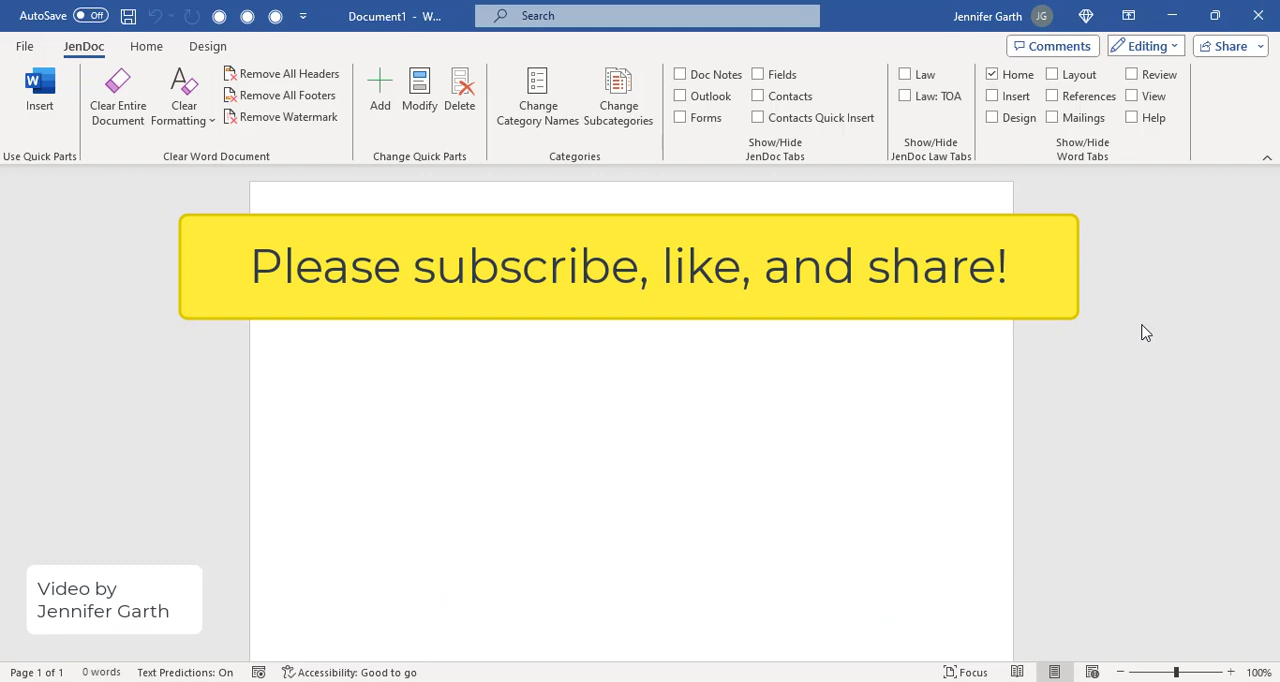 AutoSave Off Document1 - W... Search Jennifer Garth JG
File JenDoc Home Design Comments Editing Share
Insert
Use Quick Parts
Clear Entire Document
Clear Formatting
Remove All Headers
Remove All Footers
Remove Watermark
Clear Word Document
Add Modify Delete
Change Quick Parts
Change Category Names
Change Subcategories
Categories
Doc Notes Fields
Outlook Contacts
Forms Contacts Quick Insert
Show/Hide
JenDoc Tabs
Law
Law: TOA
Show/Hide
JenDoc Law Tabs
Home Layout Review
Insert References View
Design Mailings Help
Show/Hide
Word Tabs
Please subscribe, like, and share!
Video by
Jennifer Garth
Page 1 of 1 0 words Text Predictions: On Accessibility: Good to go Focus 100%